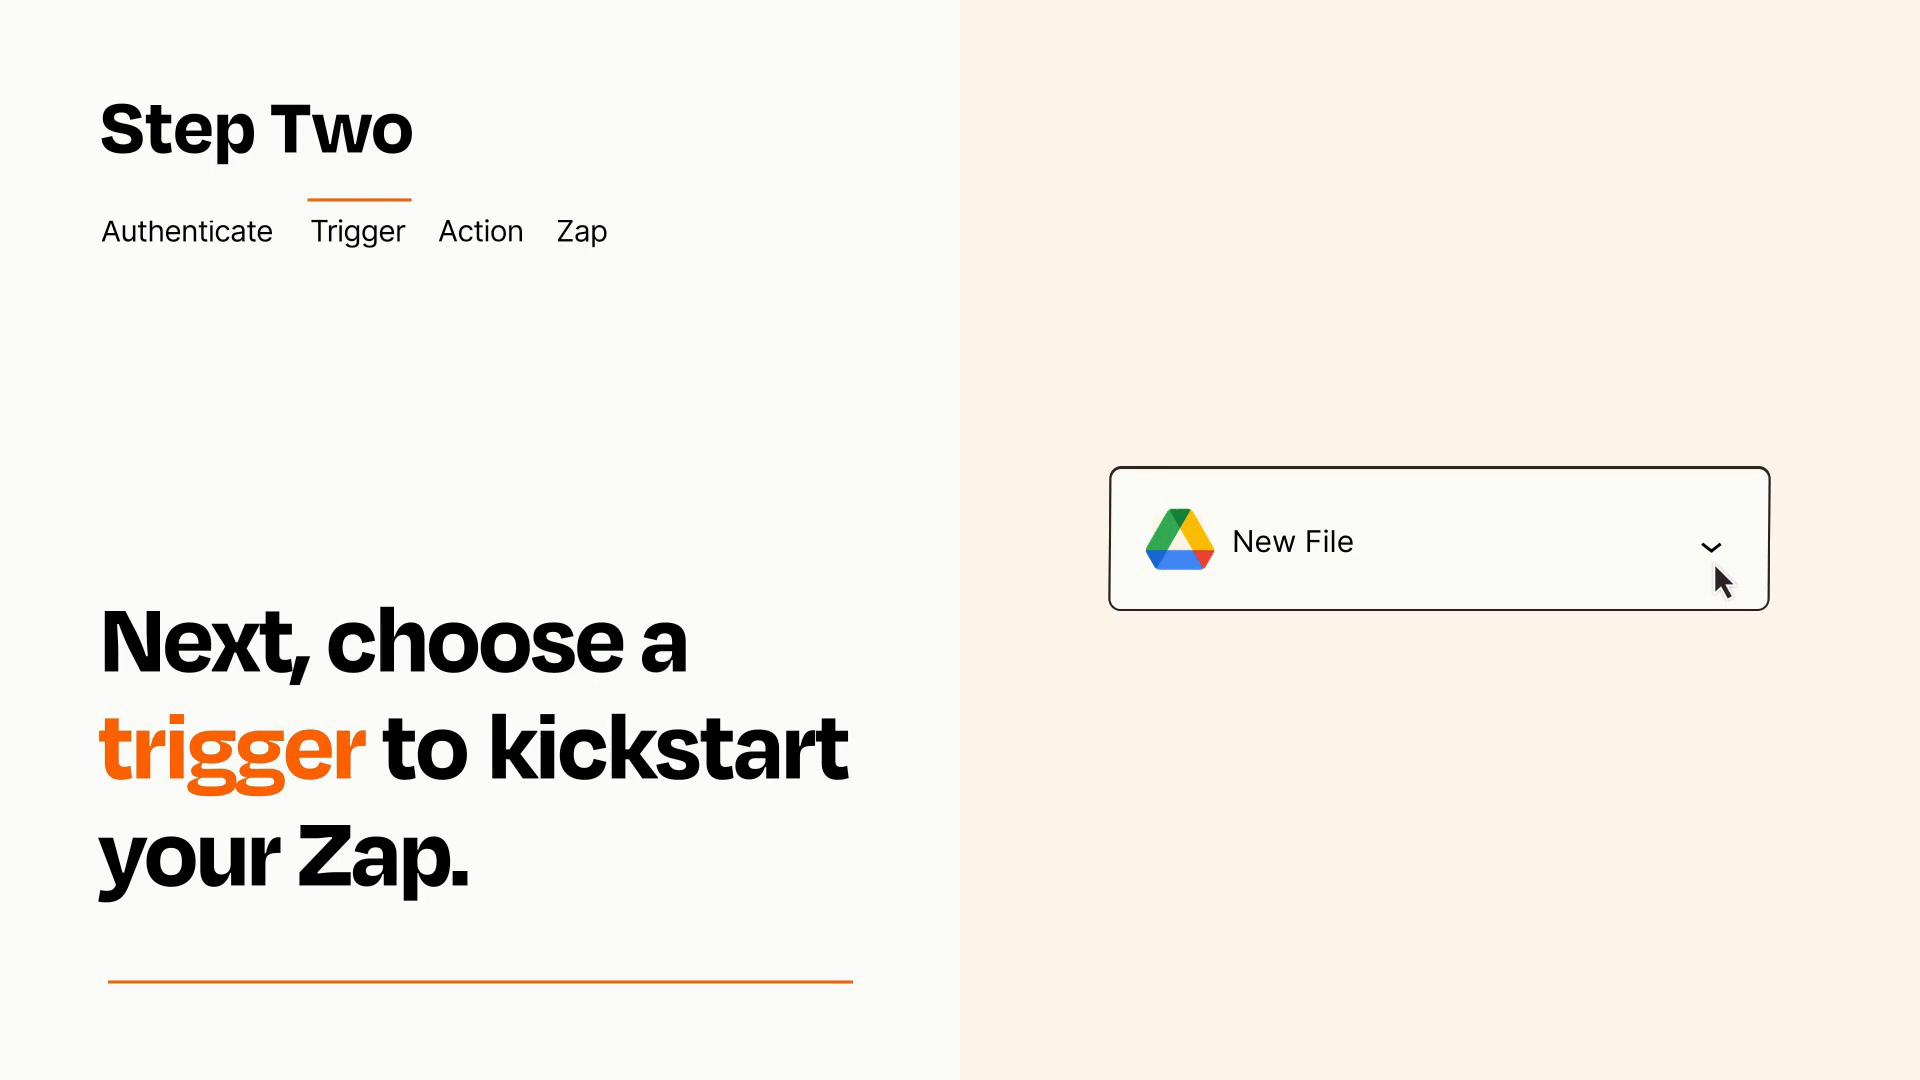 Step Two
Authenticate Trigger Action Zap
Next, choose a
trigger to kickstart
your Zap.
New File